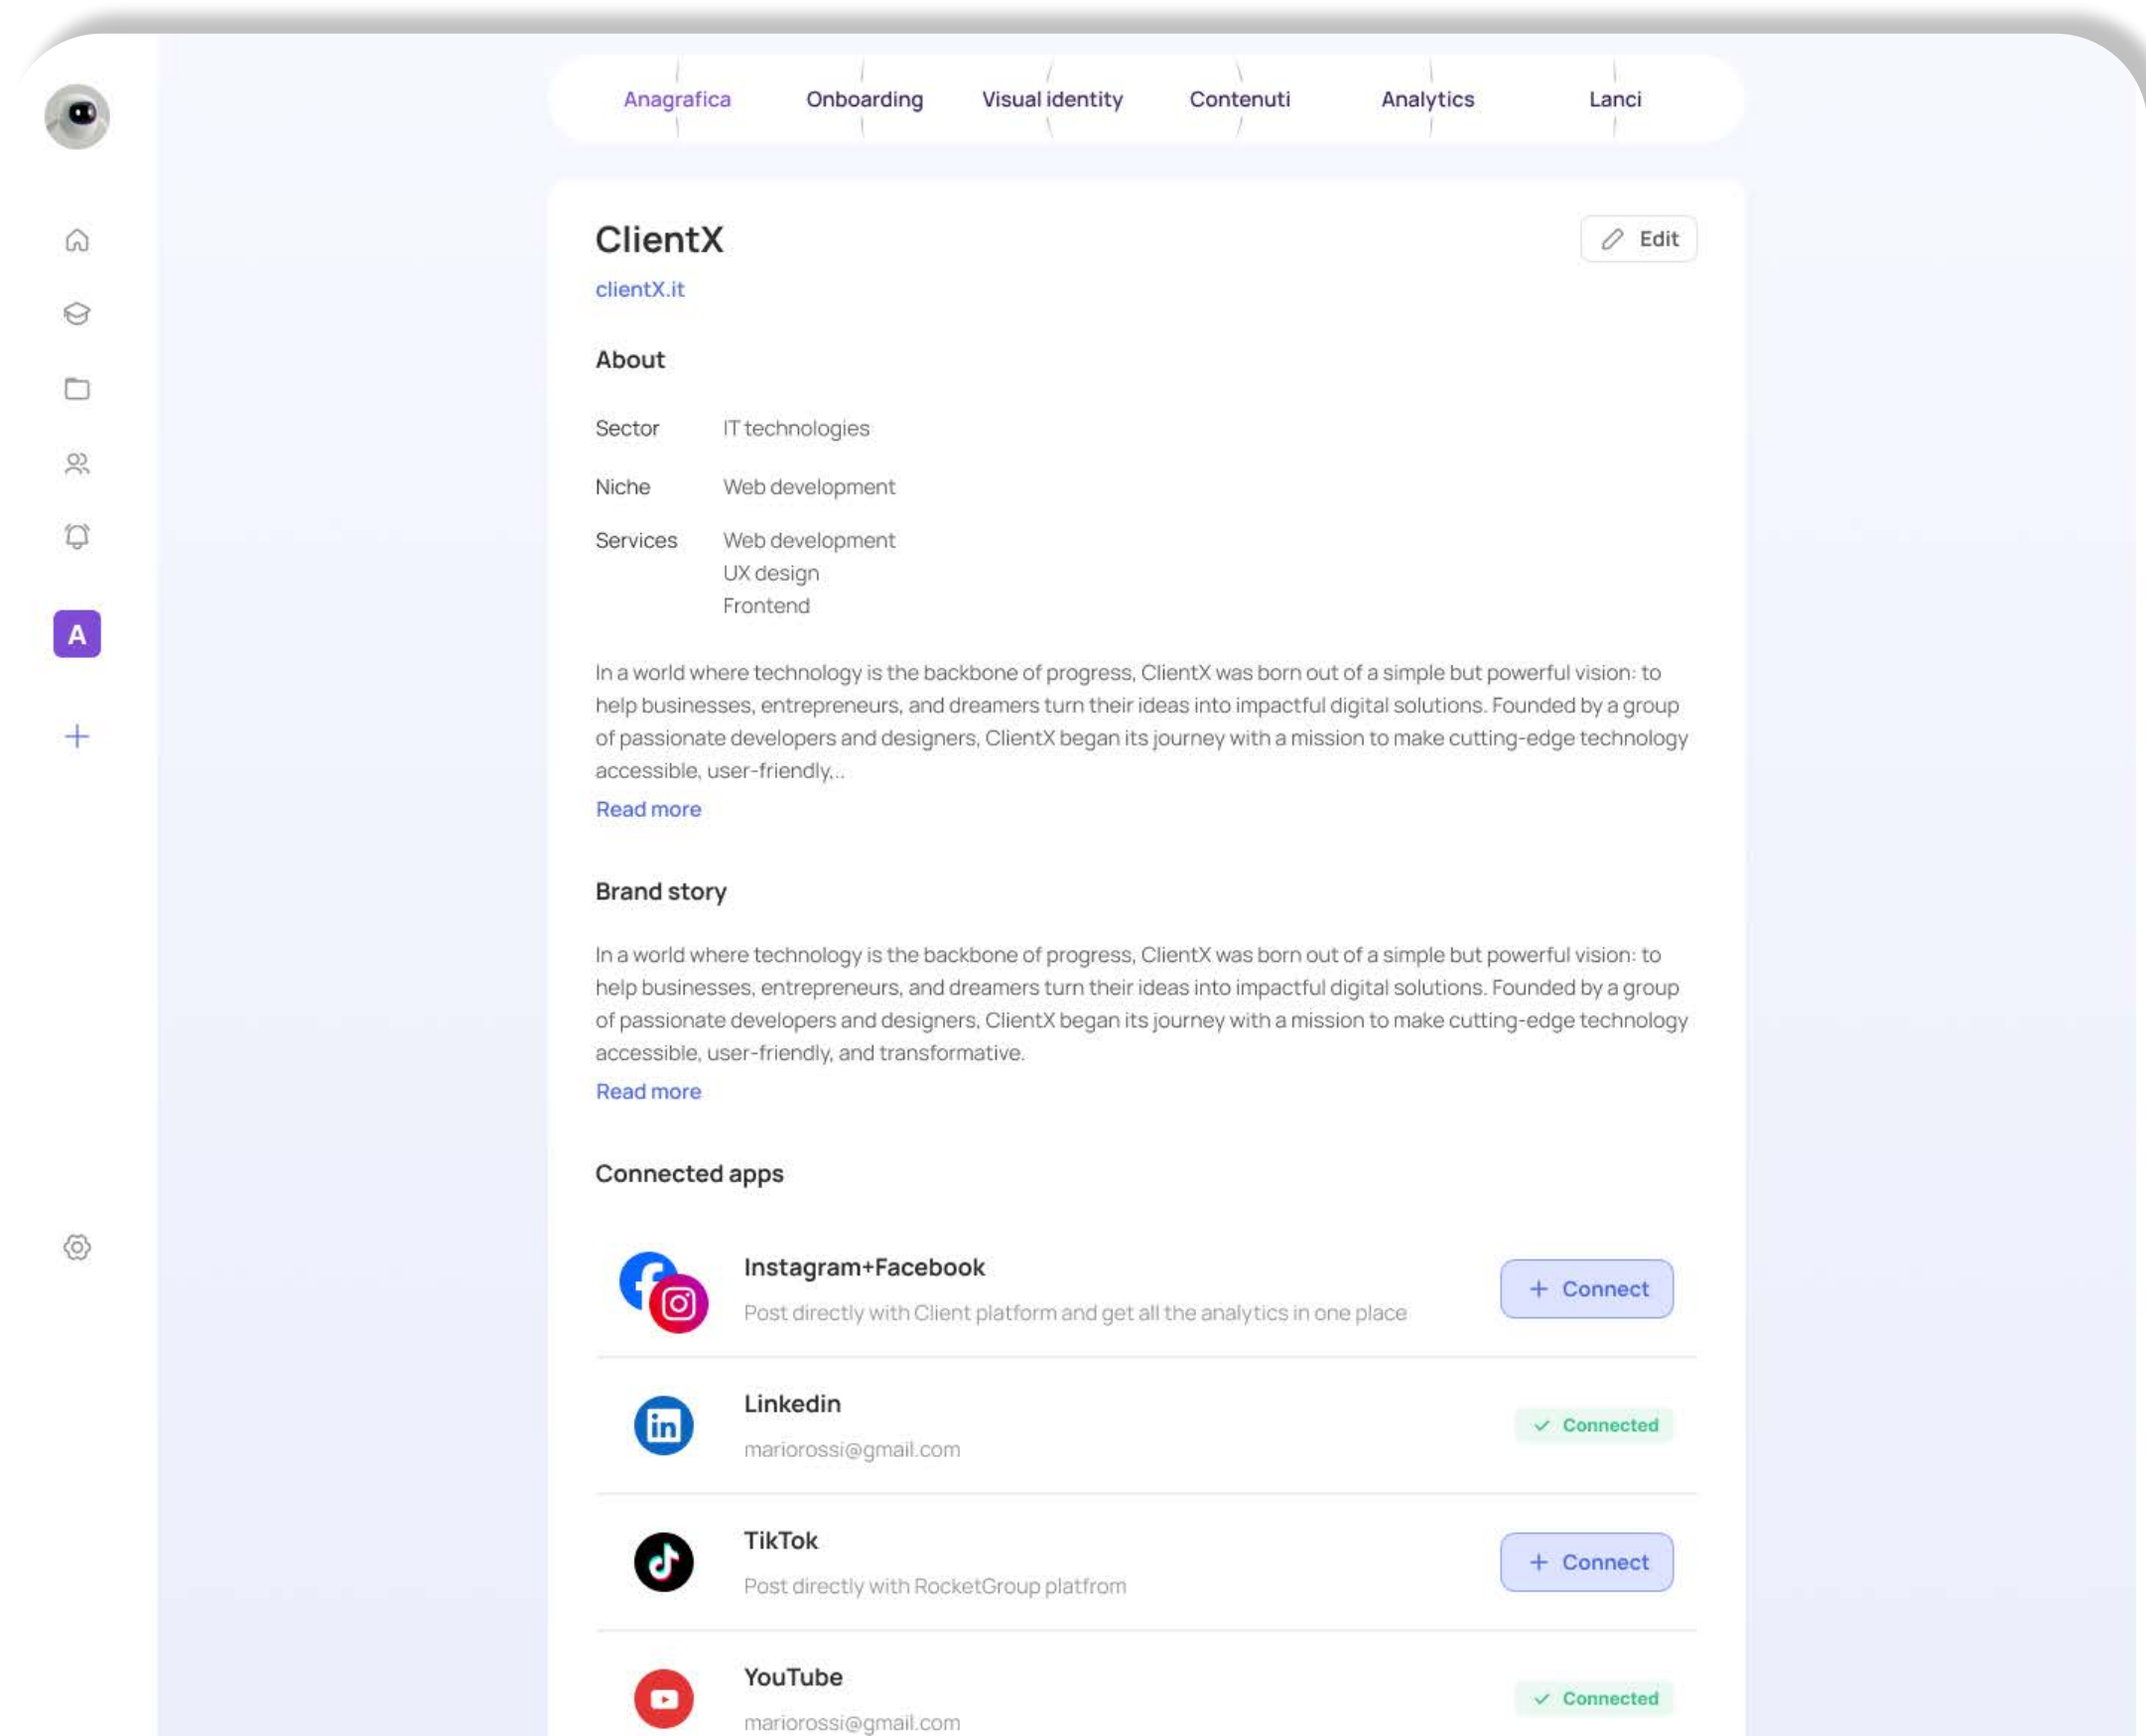 Anagrafica
Onboarding
Visual identity
Contenuti
Analytics
Lanci
ClientX
Edit
clientX.it
About
Sector
IT technologies
Niche
Web development
Services
Web development
UX design
Frontend
A
In a world where technology is the backbone of progress, ClientX was born out of a simple but powerful vision: to
help businesses, entrepreneurs, and dreamers turn their ideas into impactful digital solutions. Founded by a group
of passionate developers and designers, ClientX began its journey with a mission to make cutting-edge technology
accessible, user-friendly,..
Read more
Brand story
In a world where technology is the backbone of progress, ClientX was born out of a simple but powerful vision: to
help businesses, entrepreneurs, and dreamers turn their ideas into impactful digital solutions. Founded by a group
of passionate developers and designers, ClientX began its journey with a mission to make cutting-edge technology
accessible, user-friendly, and transformative.
Read more
Connected apps
Instagram+Facebook
Post directly with Client platform and get all the analytics in one place
+ Connect
in
Linkedin
mariorossi@gmail.com
Connected
TikTok
Post directly with RocketGroup platfrom
+ Connect
YouTube
mariorossi@gmail.com
Connected